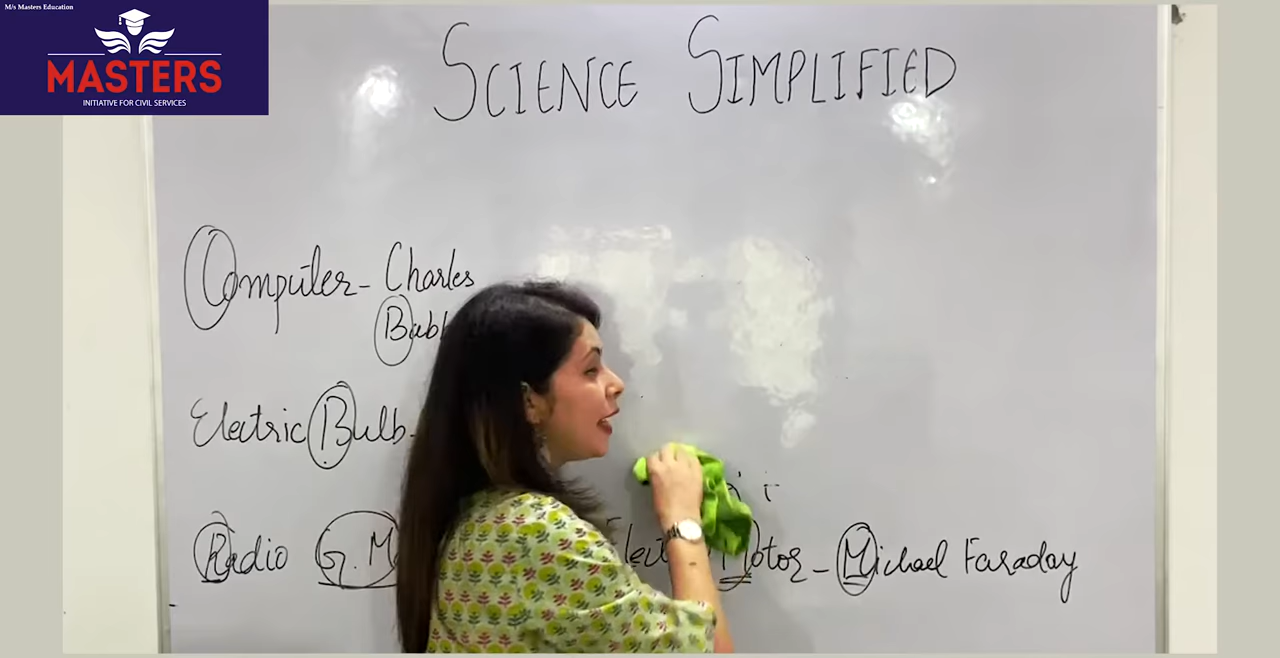 M/s Masters Education
MASTERS
INITIATIVE FOR CIVIL SERVICES
SCIENCE SIMPLIFIED
Computer - Charles
Electric Bulb -
Radio G. M
Motor - Michael Faraday